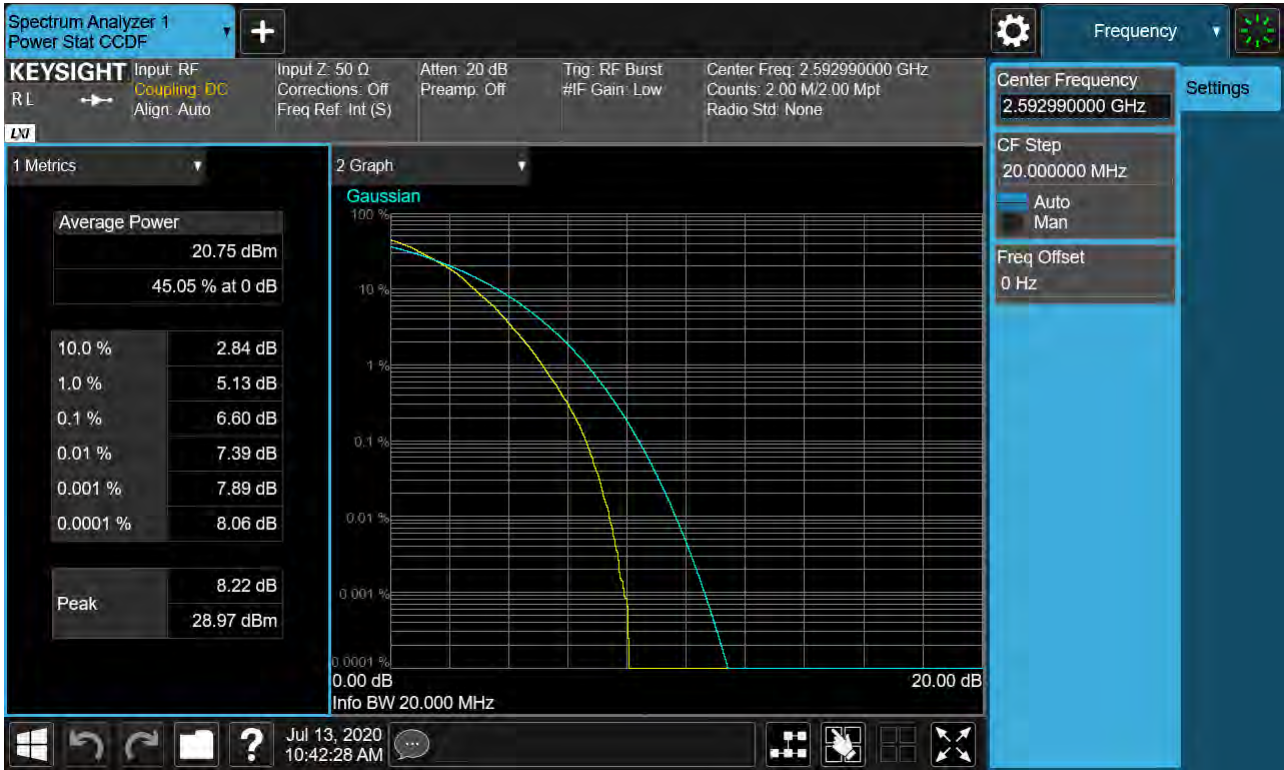 Spectrum Analyzer 1
Power Stat CCDF
Frequency
KEYSIGHT
R L
LXI
Input: RF
Coupling: DC
Align: Auto
Input Z: 50 Ω
Corrections: Off
Freq Ref: Int (S)
Atten: 20 dB
Preamp: Off
Trig: RF Burst
#IF Gain: Low
Center Freq: 2.592990000 GHz
Counts: 2.00 M/2.00 Mpt
Radio Std: None
Center Frequency
2.592990000 GHz
Settings
CF Step
20.000000 MHz
Auto
Man
Freq Offset
0 Hz
1 Metrics
Average Power
20.75 dBm
45.05 % at 0 dB
10.0 % 2.84 dB
1.0 % 5.13 dB
0.1 % 6.60 dB
0.01 % 7.39 dB
0.001 % 7.89 dB
0.0001 % 8.06 dB
Peak
8.22 dB
28.97 dBm
2 Graph
Gaussian
100 %
10 %
1 %
0.1 %
0.01 %
0.001 %
0.0001 %
0.00 dB
20.00 dB
Info BW 20.000 MHz
?
Jul 13, 2020
10:42:28 AM